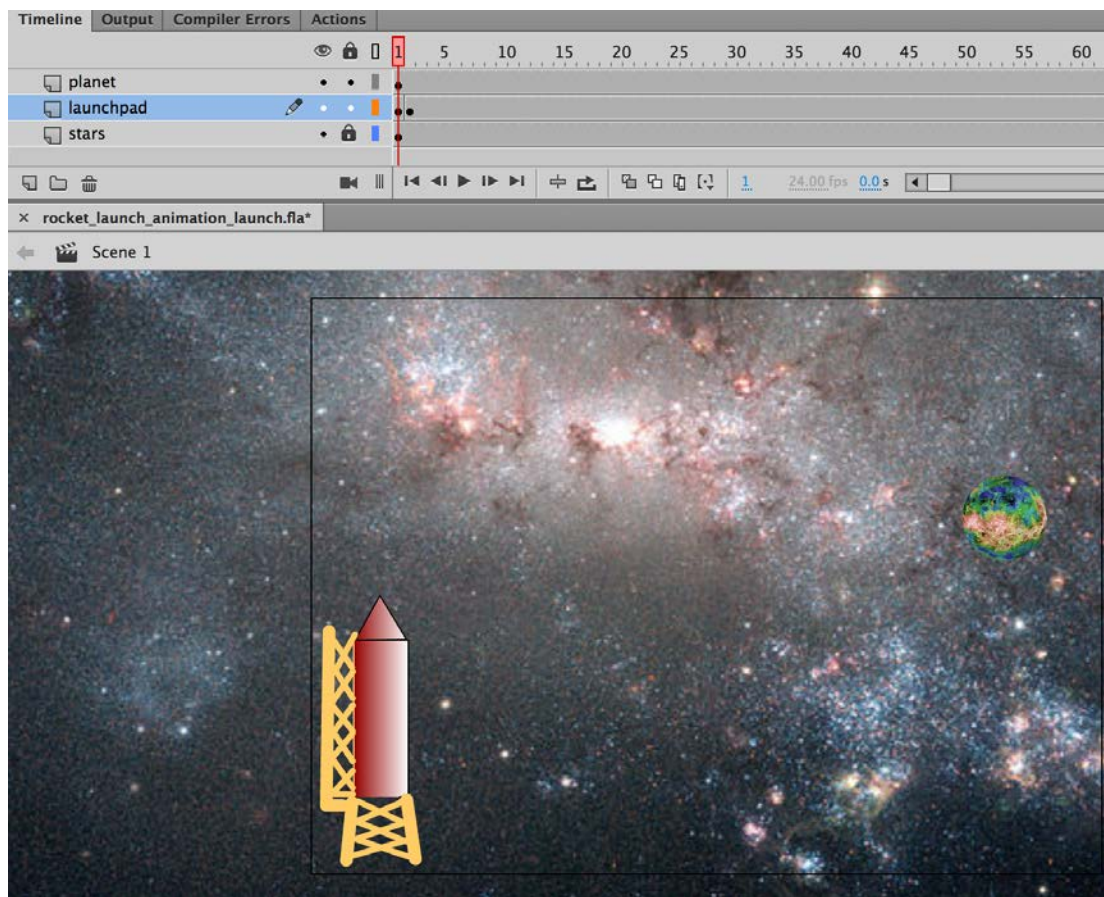 Timeline Output Compiler Errors Actions
1 5 10 15 20 25 30 35 40 45 50 55 60
planet
launchpad
stars
1 24.00 fps 0.0 s
× rocket_launch_animation_launch.fla*
Scene 1